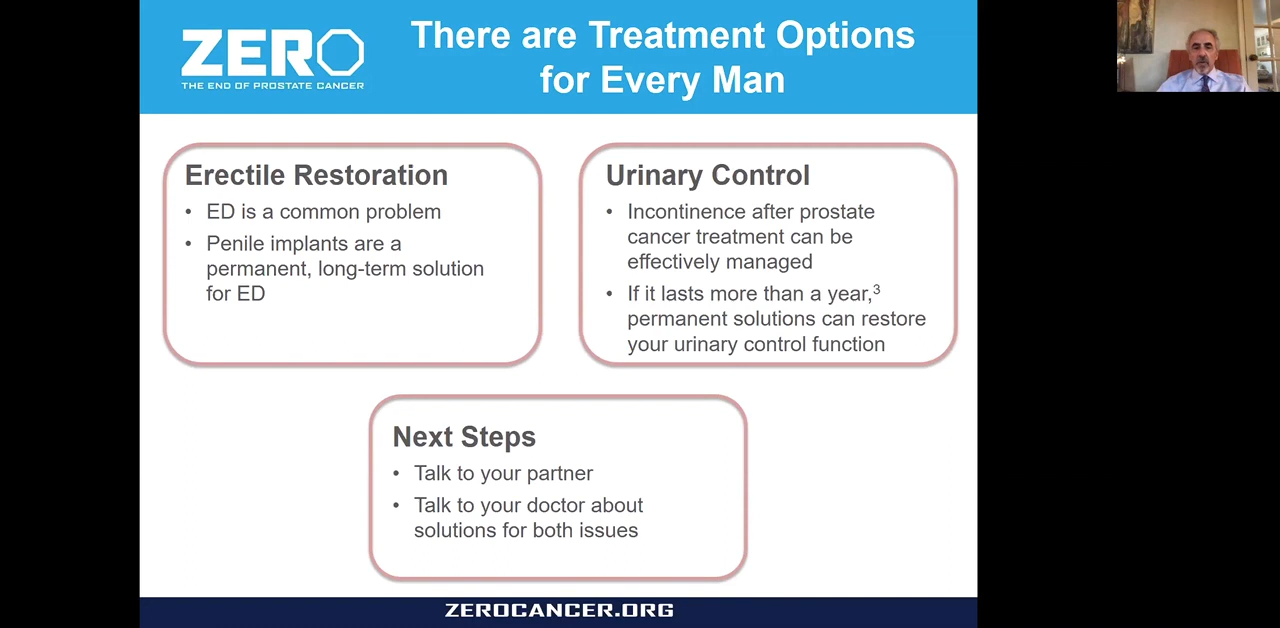 ZERO
THE END OF PROSTATE CANCER
There are Treatment Options
for Every Man
Erectile Restoration
• ED is a common problem
• Penile implants are a
permanent, long-term solution
for ED
Urinary Control
• Incontinence after prostate
cancer treatment can be
effectively managed
• If it lasts more than a year,³
permanent solutions can restore
your urinary control function
Next Steps
• Talk to your partner
• Talk to your doctor about
solutions for both issues
ZEROCANCER.ORG